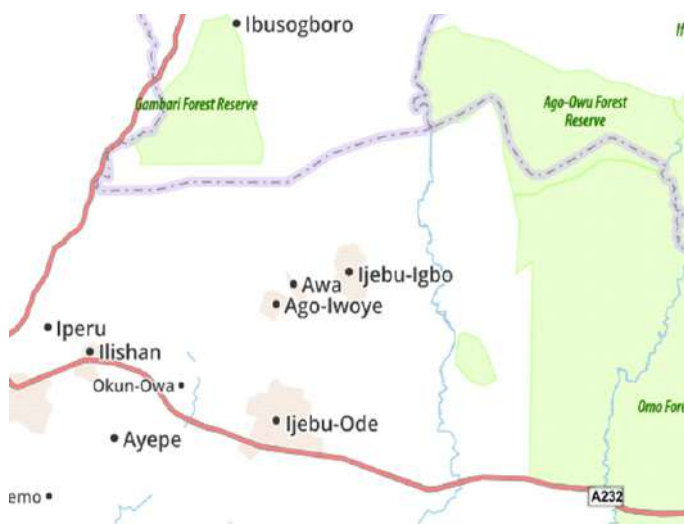 Ibusogboro
Gambari Forest Reserve
Ago-Owu Forest
Reserve
Ijebu-Igbo
Awa
Ago-Iwoye
Iperu
Ilishan
Okun-Owa
Ijebu-Ode
Ayepe
Omo Fore
emo
A232